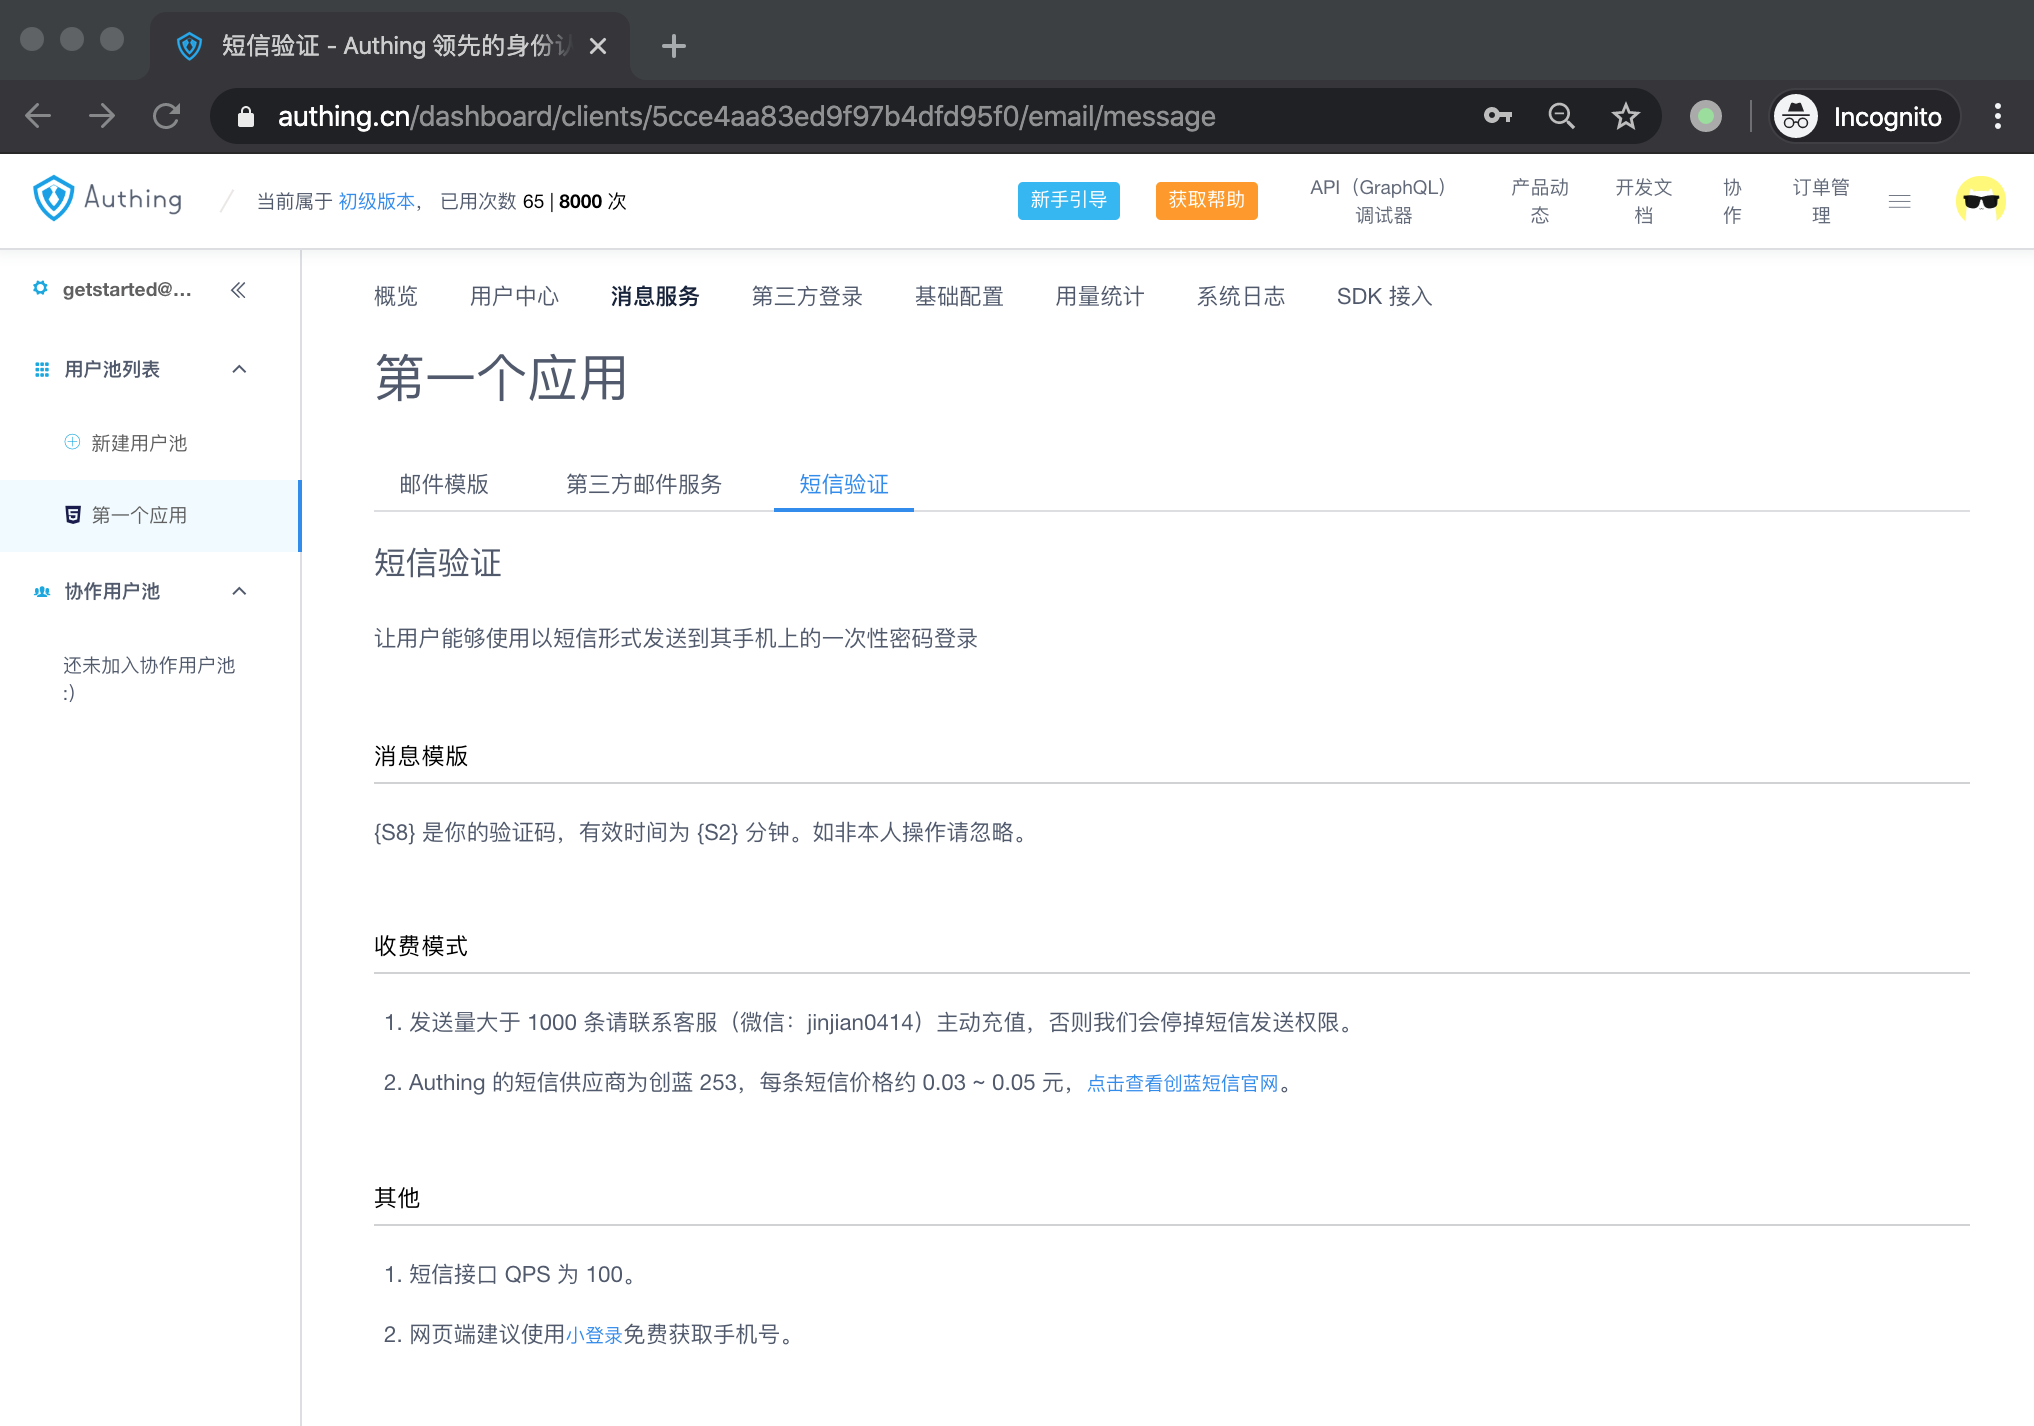 短信验证 - Authing 领先的身份认
authing.cn/dashboard/clients/5cce4aa83ed9f97b4dfd95f0/email/message
Incognito
Authing
当前属于 初级版本， 已用次数 65 | 8000 次
新手引导
获取帮助
API（GraphQL）
调试器
产品动
态
开发文
档
协
作
订单管
理
getstarted@...
用户池列表
新建用户池
第一个应用
协作用户池
还未加入协作用户池
:)
概览
用户中心
消息服务
第三方登录
基础配置
用量统计
系统日志
SDK 接入
第一个应用
邮件模版
第三方邮件服务
短信验证
短信验证
让用户能够使用以短信形式发送到其手机上的一次性密码登录
消息模版
{S8} 是你的验证码，有效时间为 {S2} 分钟。如非本人操作请忽略。
收费模式
1. 发送量大于 1000 条请联系客服（微信：jinjian0414）主动充值，否则我们会停掉短信发送权限。
2. Authing 的短信供应商为创蓝 253，每条短信价格约 0.03 ~ 0.05 元，点击查看创蓝短信官网。
其他
1. 短信接口 QPS 为 100。
2. 网页端建议使用小登录免费获取手机号。